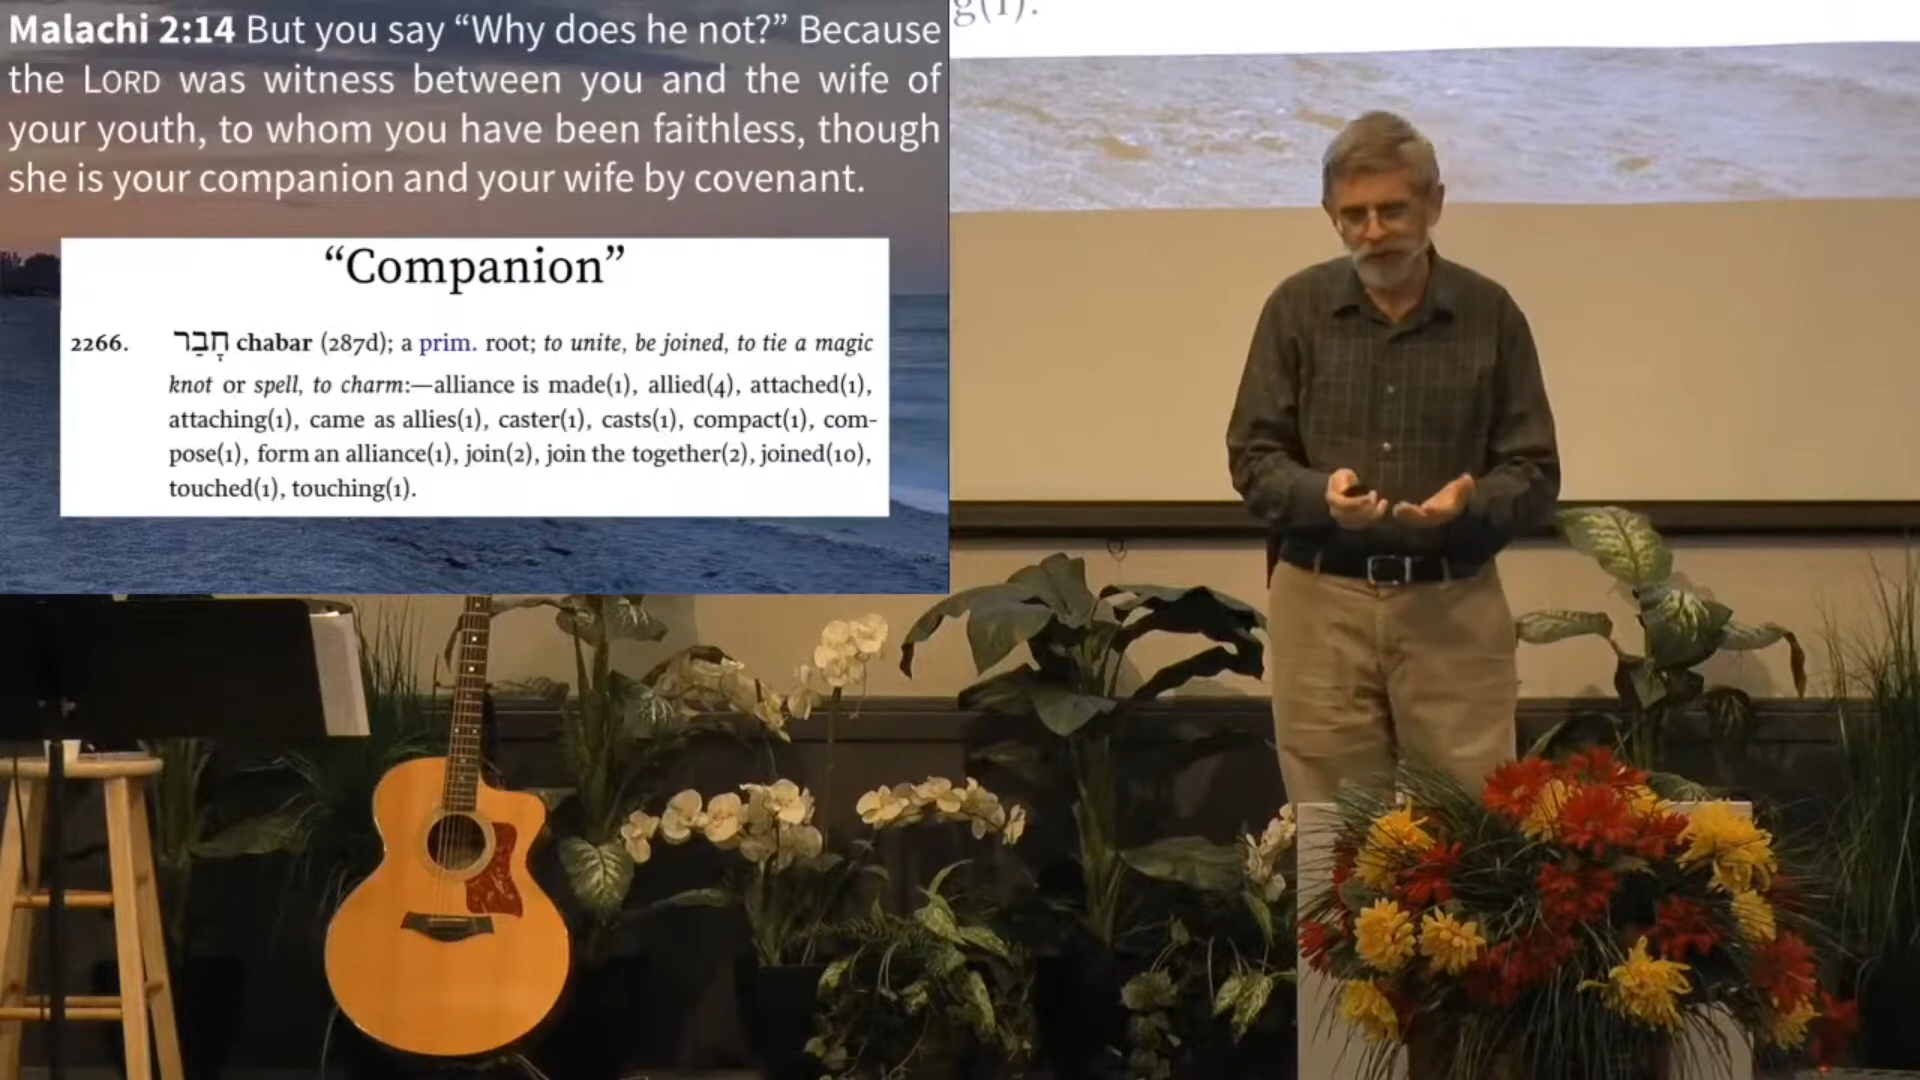 Malachi 2:14 But you say “Why does he not?” Because
the LORD was witness between you and the wife of
your youth, to whom you have been faithless, though
she is your companion and your wife by covenant.
“Companion”
2266. חָבַר chabar (287d); a prim. root; to unite, be joined, to tie a magic
knot or spell, to charm:—alliance is made(1), allied(4), attached(1),
attaching(1), came as allies(1), caster(1), casts(1), compact(1), com-
pose(1), form an alliance(1), join(2), join the together(2), joined(10),
touched(1), touching(1).
g(1).